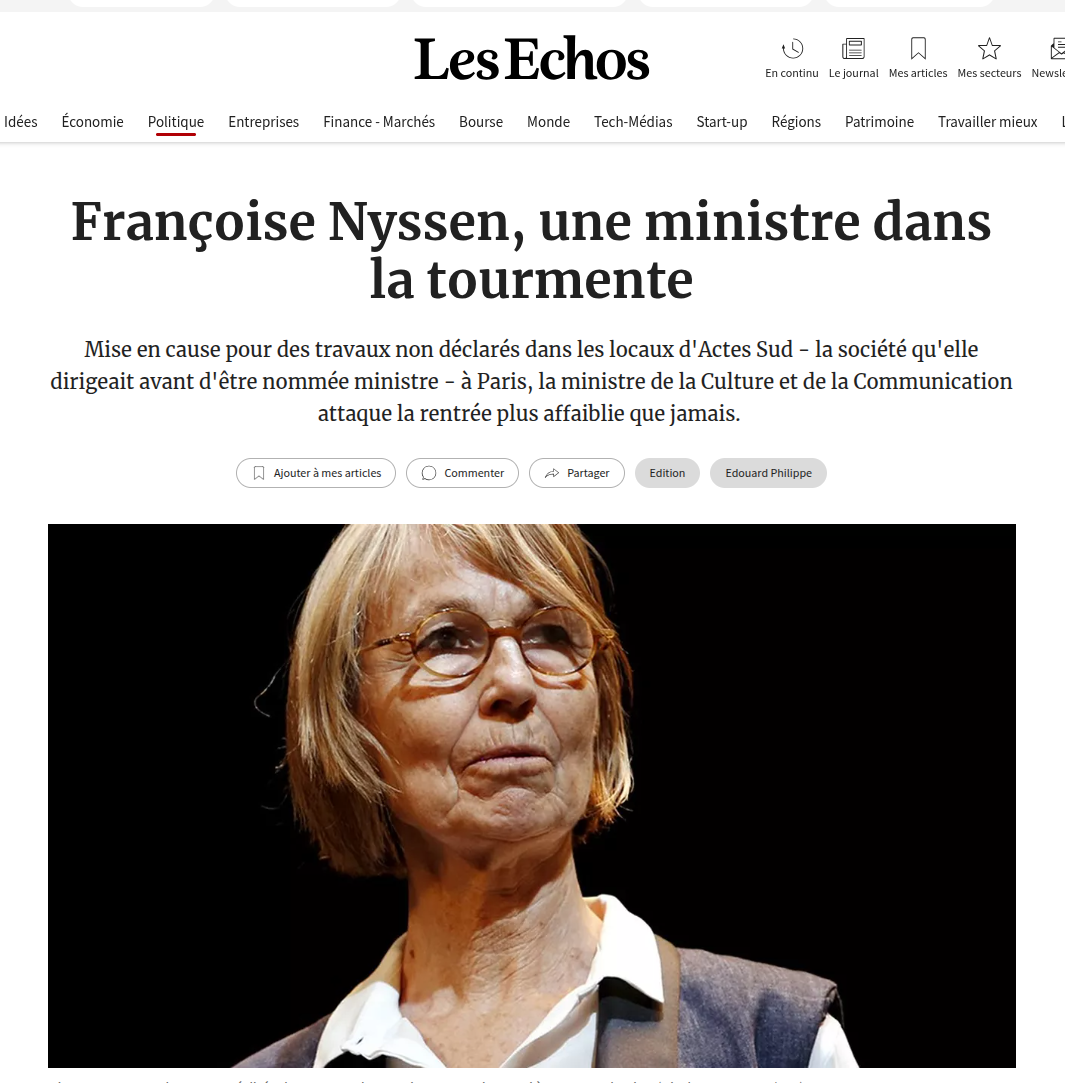 Les Echos
En continu Le journal Mes articles Mes secteurs
Idées Économie Politique Entreprises Finance - Marchés Bourse Monde Tech-Médias Start-up Régions Patrimoine Travailler mieux
Françoise Nyssen, une ministre dans
la tourmente
Mise en cause pour des travaux non déclarés dans les locaux d'Actes Sud - la société qu'elle
dirigeait avant d'être nommée ministre - à Paris, la ministre de la Culture et de la Communication
attaque la rentrée plus affaiblie que jamais.
Ajouter à mes articles Commenter Partager Edition Edouard Philippe